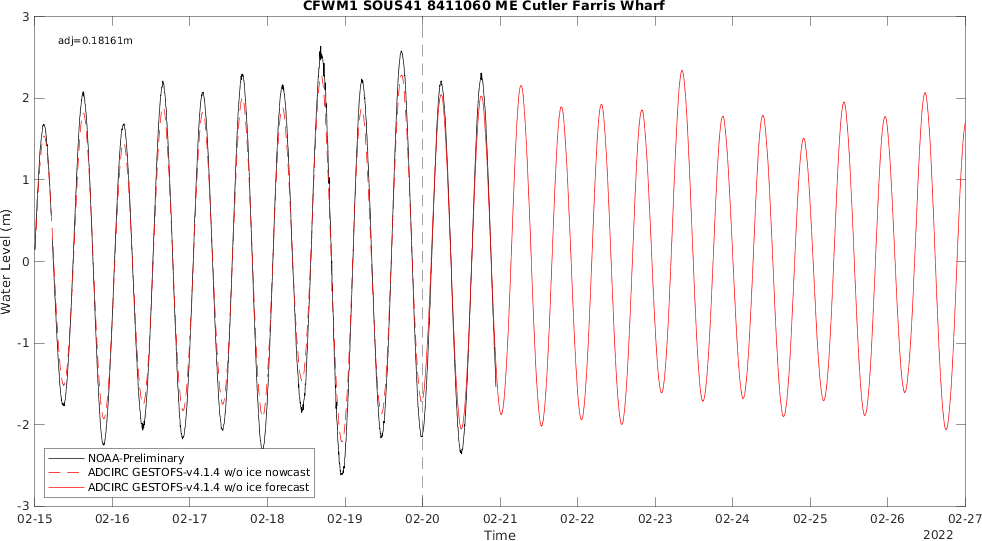 CFWM1 SOUS41 8411060 ME Cutler Farris Wharf
adj=0.18161m
3
2
1
0
-1
-2
-3
Water Level (m)
NOAA-Preliminary
ADCIRC GESTOFS-v4.1.4 w/o ice nowcast
ADCIRC GESTOFS-v4.1.4 w/o ice forecast
02-15 02-16 02-17 02-18 02-19 02-20 02-21 02-22 02-23 02-24 02-25 02-26 02-27
Time
2022